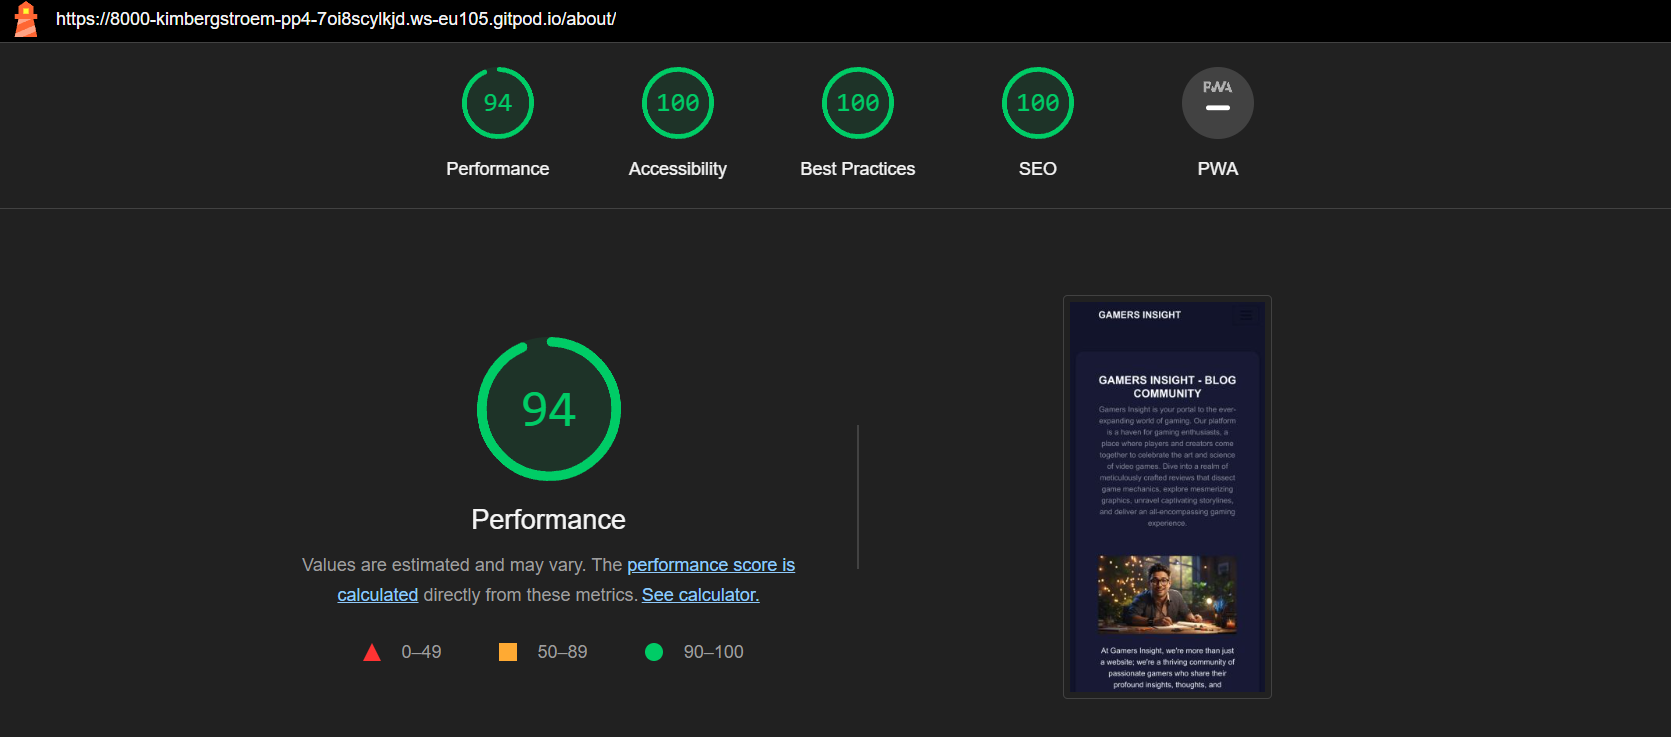 https://8000-kimbergstroem-pp4-7oi8scylkjd.ws-eu105.gitpod.io/about/
94
100
100
100
PWA
Performance
Accessibility
Best Practices
SEO
PWA
94
Performance
Values are estimated and may vary. The performance score is
calculated directly from these metrics. See calculator.
0–49
50–89
90–100
GAMERS INSIGHT
GAMERS INSIGHT - BLOG
COMMUNITY
Gamers Insight is your portal to the ever-
expanding world of gaming. Our platform
is a haven for gaming enthusiasts, a
place where players and creators come
together to celebrate the art and science
of video games. Dive into a realm of
meticulously crafted reviews that dissect
game mechanics, explore mesmerizing
graphics, unravel captivating storylines,
and deliver an all-encompassing gaming
experience.
At Gamers Insight, we're more than just
a website; we're a thriving community of
passionate gamers who share their
profound insights, thoughts, and